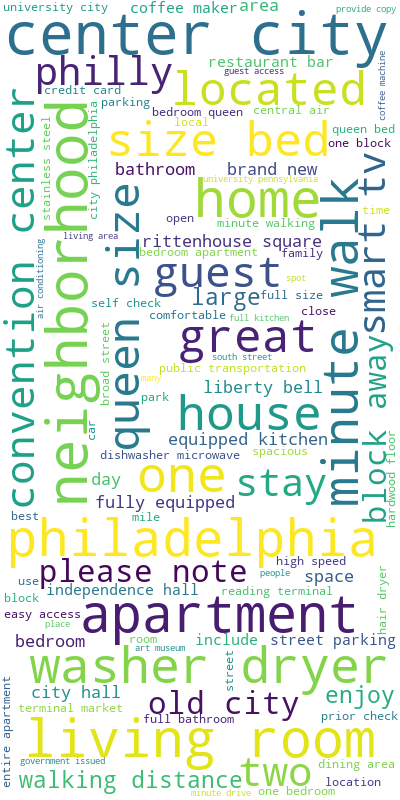 university city
coffee maker
area
provide copy
center city
restaurant bar
philly
guest access
coffee machine
located
credit card
parking
bedroom queen
central air
local
queen bed
size bed
one block
convention center
neighborhood
stainless steel
city philadelphia
bathroom
brand new
university pennsylvania
home
time
smart tv
minute walk
queen size
open
minute walking
living area
rittenhouse square
bedroom apartment
family
air conditioning
guest
spot
self check
large
full size
comfortable
full kitchen
close
great
block away
broad street
south street
public transportation
many
park
liberty bell
house
car
equipped kitchen
hardwood floor
dishwasher microwave
spacious
one
stay
day
fully equipped
best
mile
philadelphia
high speed
please note
people
space
use
independence hall
reading terminal
block
hair dryer
easy access
place
apartment
room
include
street parking
bedroom
art museum
washer dryer
street
entire apartment
city hall
old city
enjoy
terminal market
full bathroom
prior check
living room
government issued
two
dining area
walking distance
location
minute drive
one bedroom